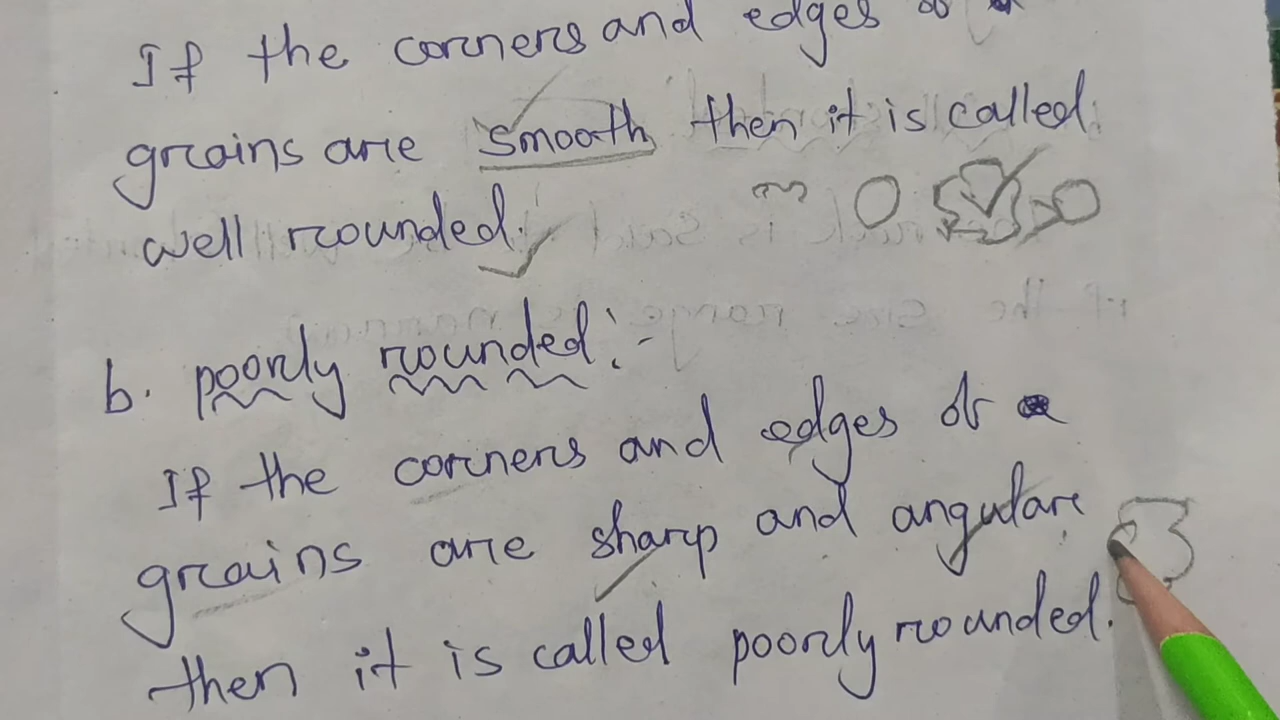 If the corners and edges of
grains are smooth then it is called
well rounded.
b. poorly rounded:-
If the corners and edges of
grains are sharp and angular
then it is called poorly rounded.